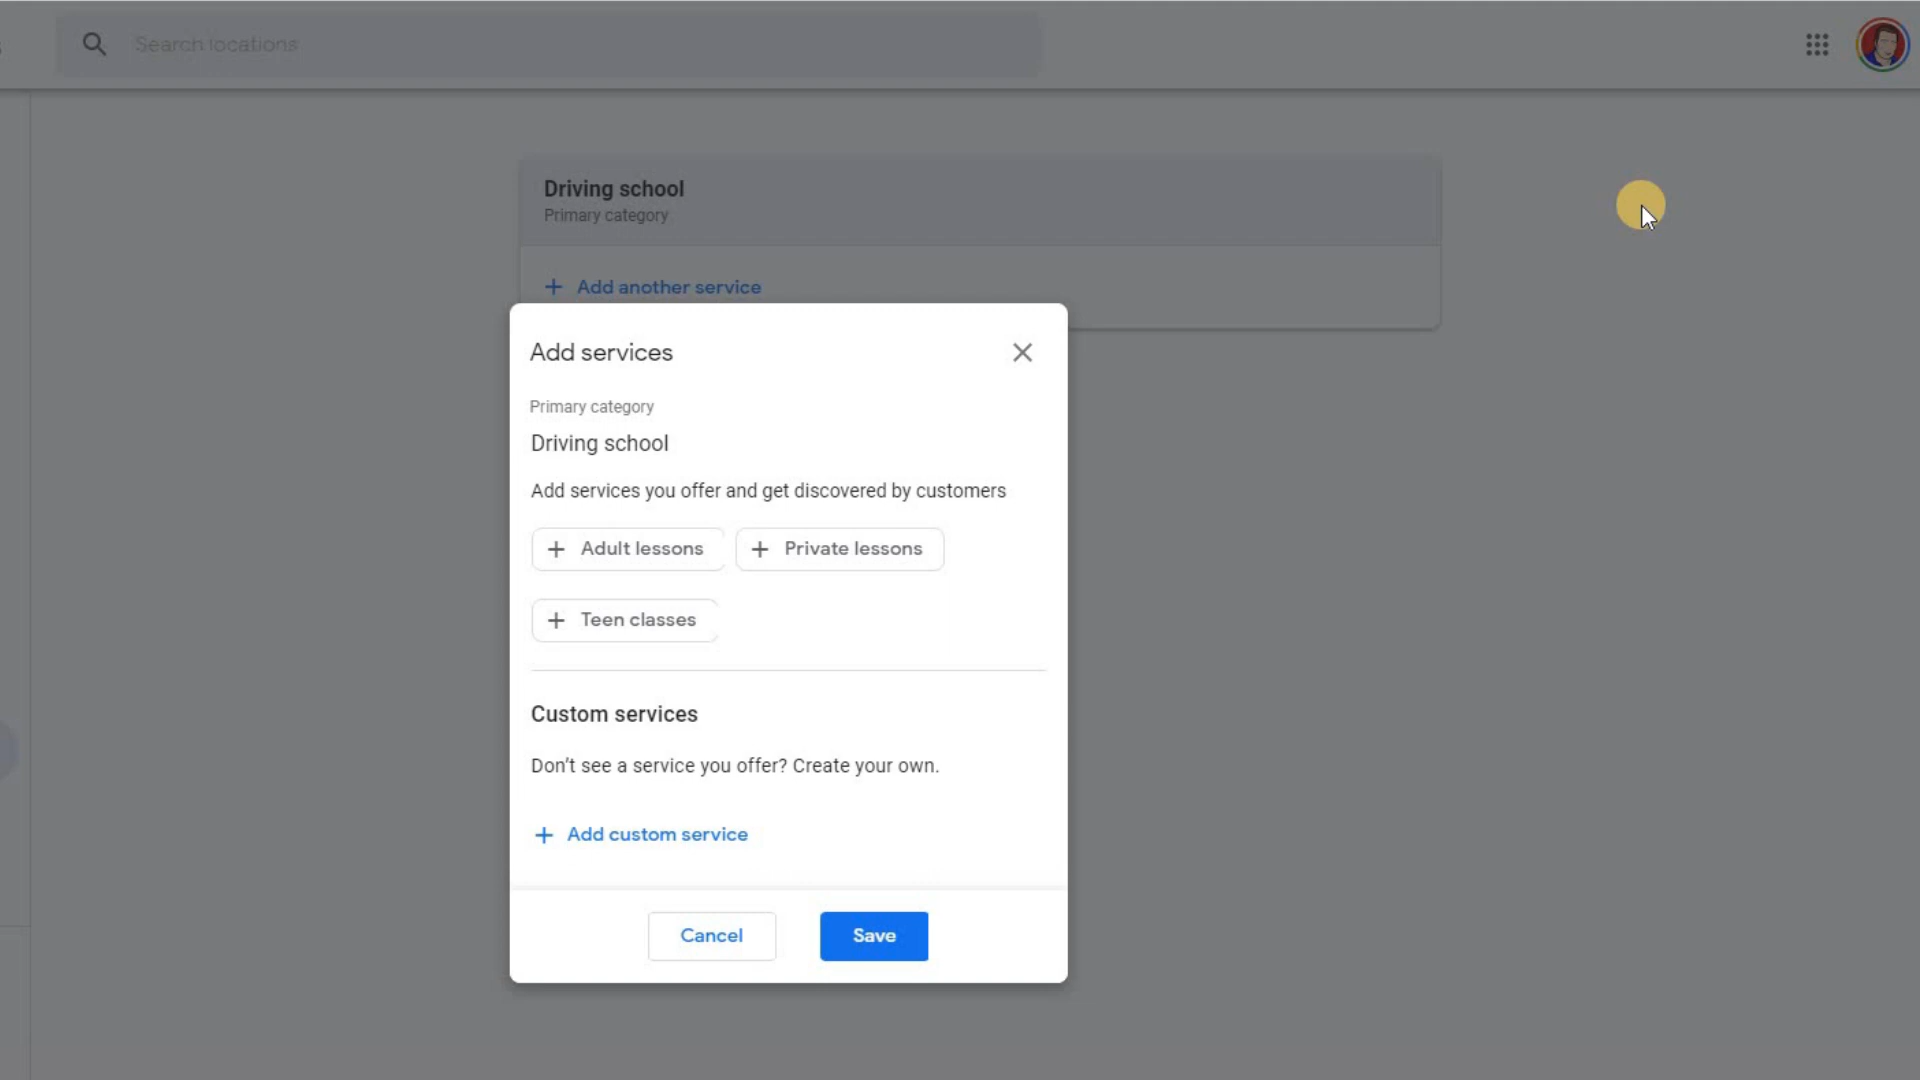 Search locations
Driving school
Primary category
+ Add another service
Add services
Primary category
Driving school
Add services you offer and get discovered by customers
+ Adult lessons
+ Private lessons
+ Teen classes
Custom services
Don't see a service you offer? Create your own.
+ Add custom service
Cancel
Save